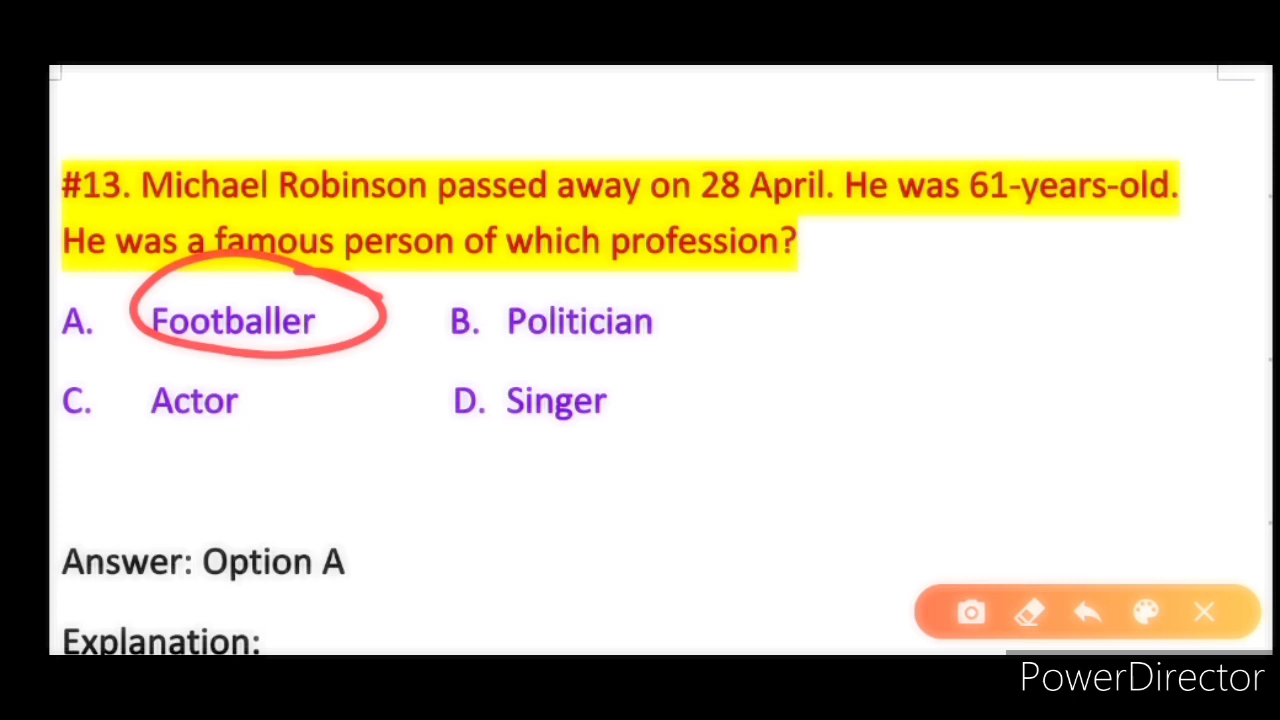 #13. Michael Robinson passed away on 28 April. He was 61-years-old.
He was a famous person of which profession?
A. Footballer B. Politician
C. Actor D. Singer
Answer: Option A
Explanation:
PowerDirector